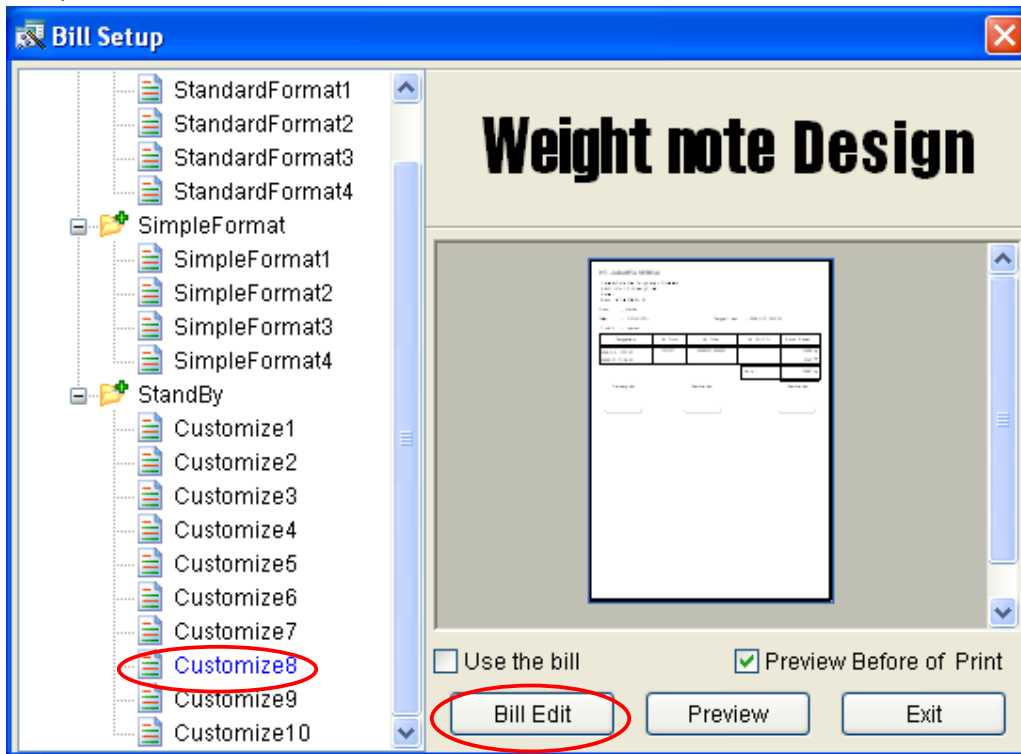 Bill Setup
StandardFormat1
StandardFormat2
StandardFormat3
StandardFormat4
SimpleFormat
SimpleFormat1
SimpleFormat2
SimpleFormat3
SimpleFormat4
StandBy
Customize1
Customize2
Customize3
Customize4
Customize5
Customize6
Customize7
Customize8
Customize9
Customize10
Weight note Design
Use the bill
Preview Before of Print
Bill Edit
Preview
Exit